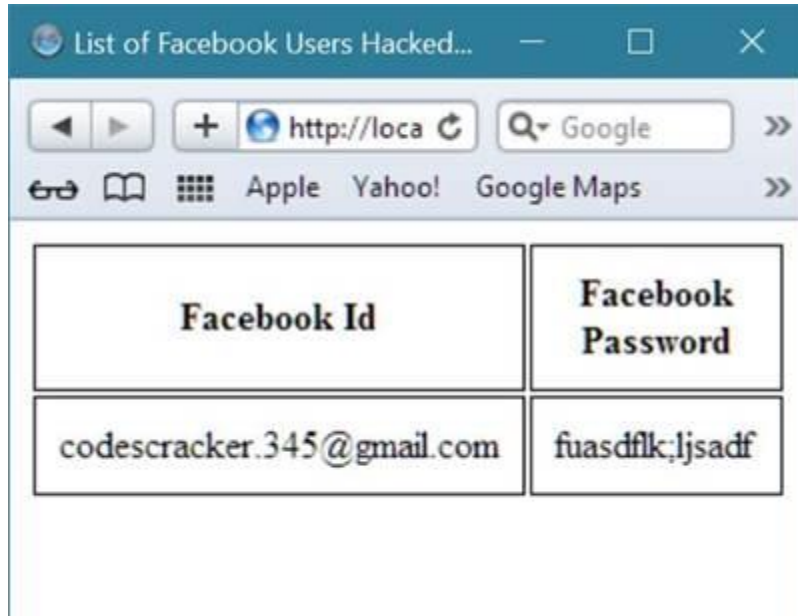 List of Facebook Users Hacked...
http://loca
Google
Apple Yahoo! Google Maps
Facebook Id
Facebook
Password
codescracker.345@gmail.com
fuasdflk;ljsadf